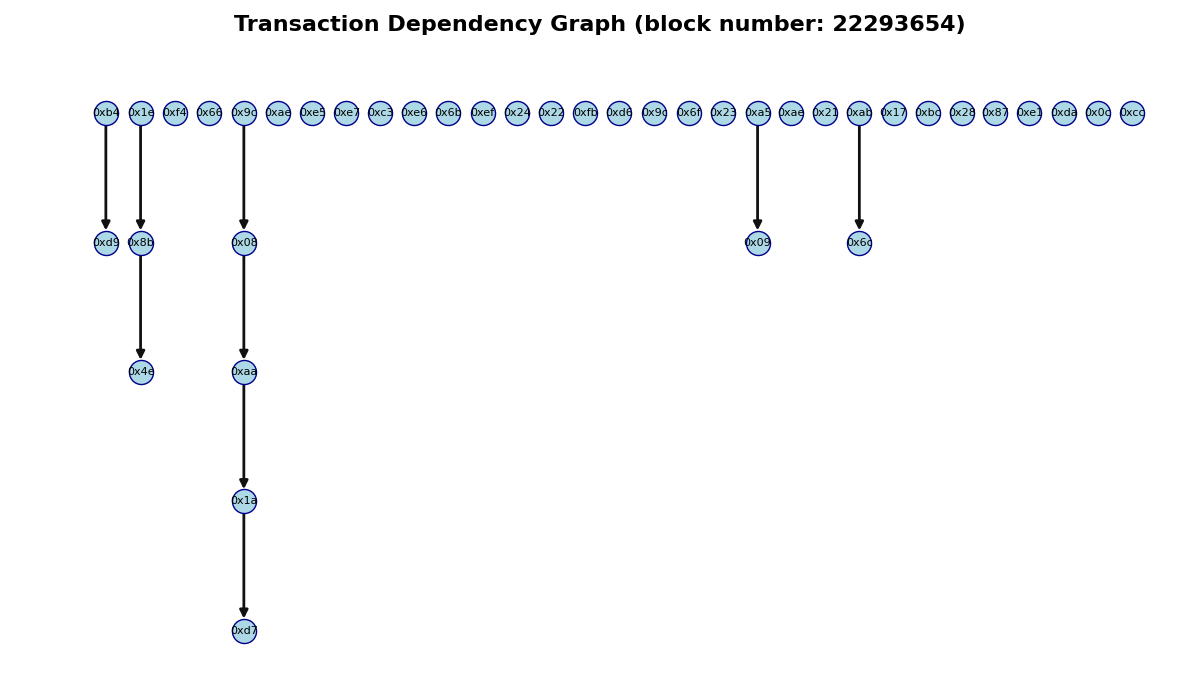 Transaction Dependency Graph (block number: 22293654)
0xb4 0x1e 0xf4 0x66 0x9c 0xae 0xe5 0xe7 0xc3 0xe6 0x6b 0xef 0x24 0x22 0xfb 0xd6 0x9c 0x6f 0x23 0xa5 0xae 0x21 0xab 0x17 0xbc 0x28 0x87 0xe1 0xda 0x0c 0xcc
0xd9 0x8b 0x08 0x09 0x6c
0x4e 0xaa
0x1a
0xd7